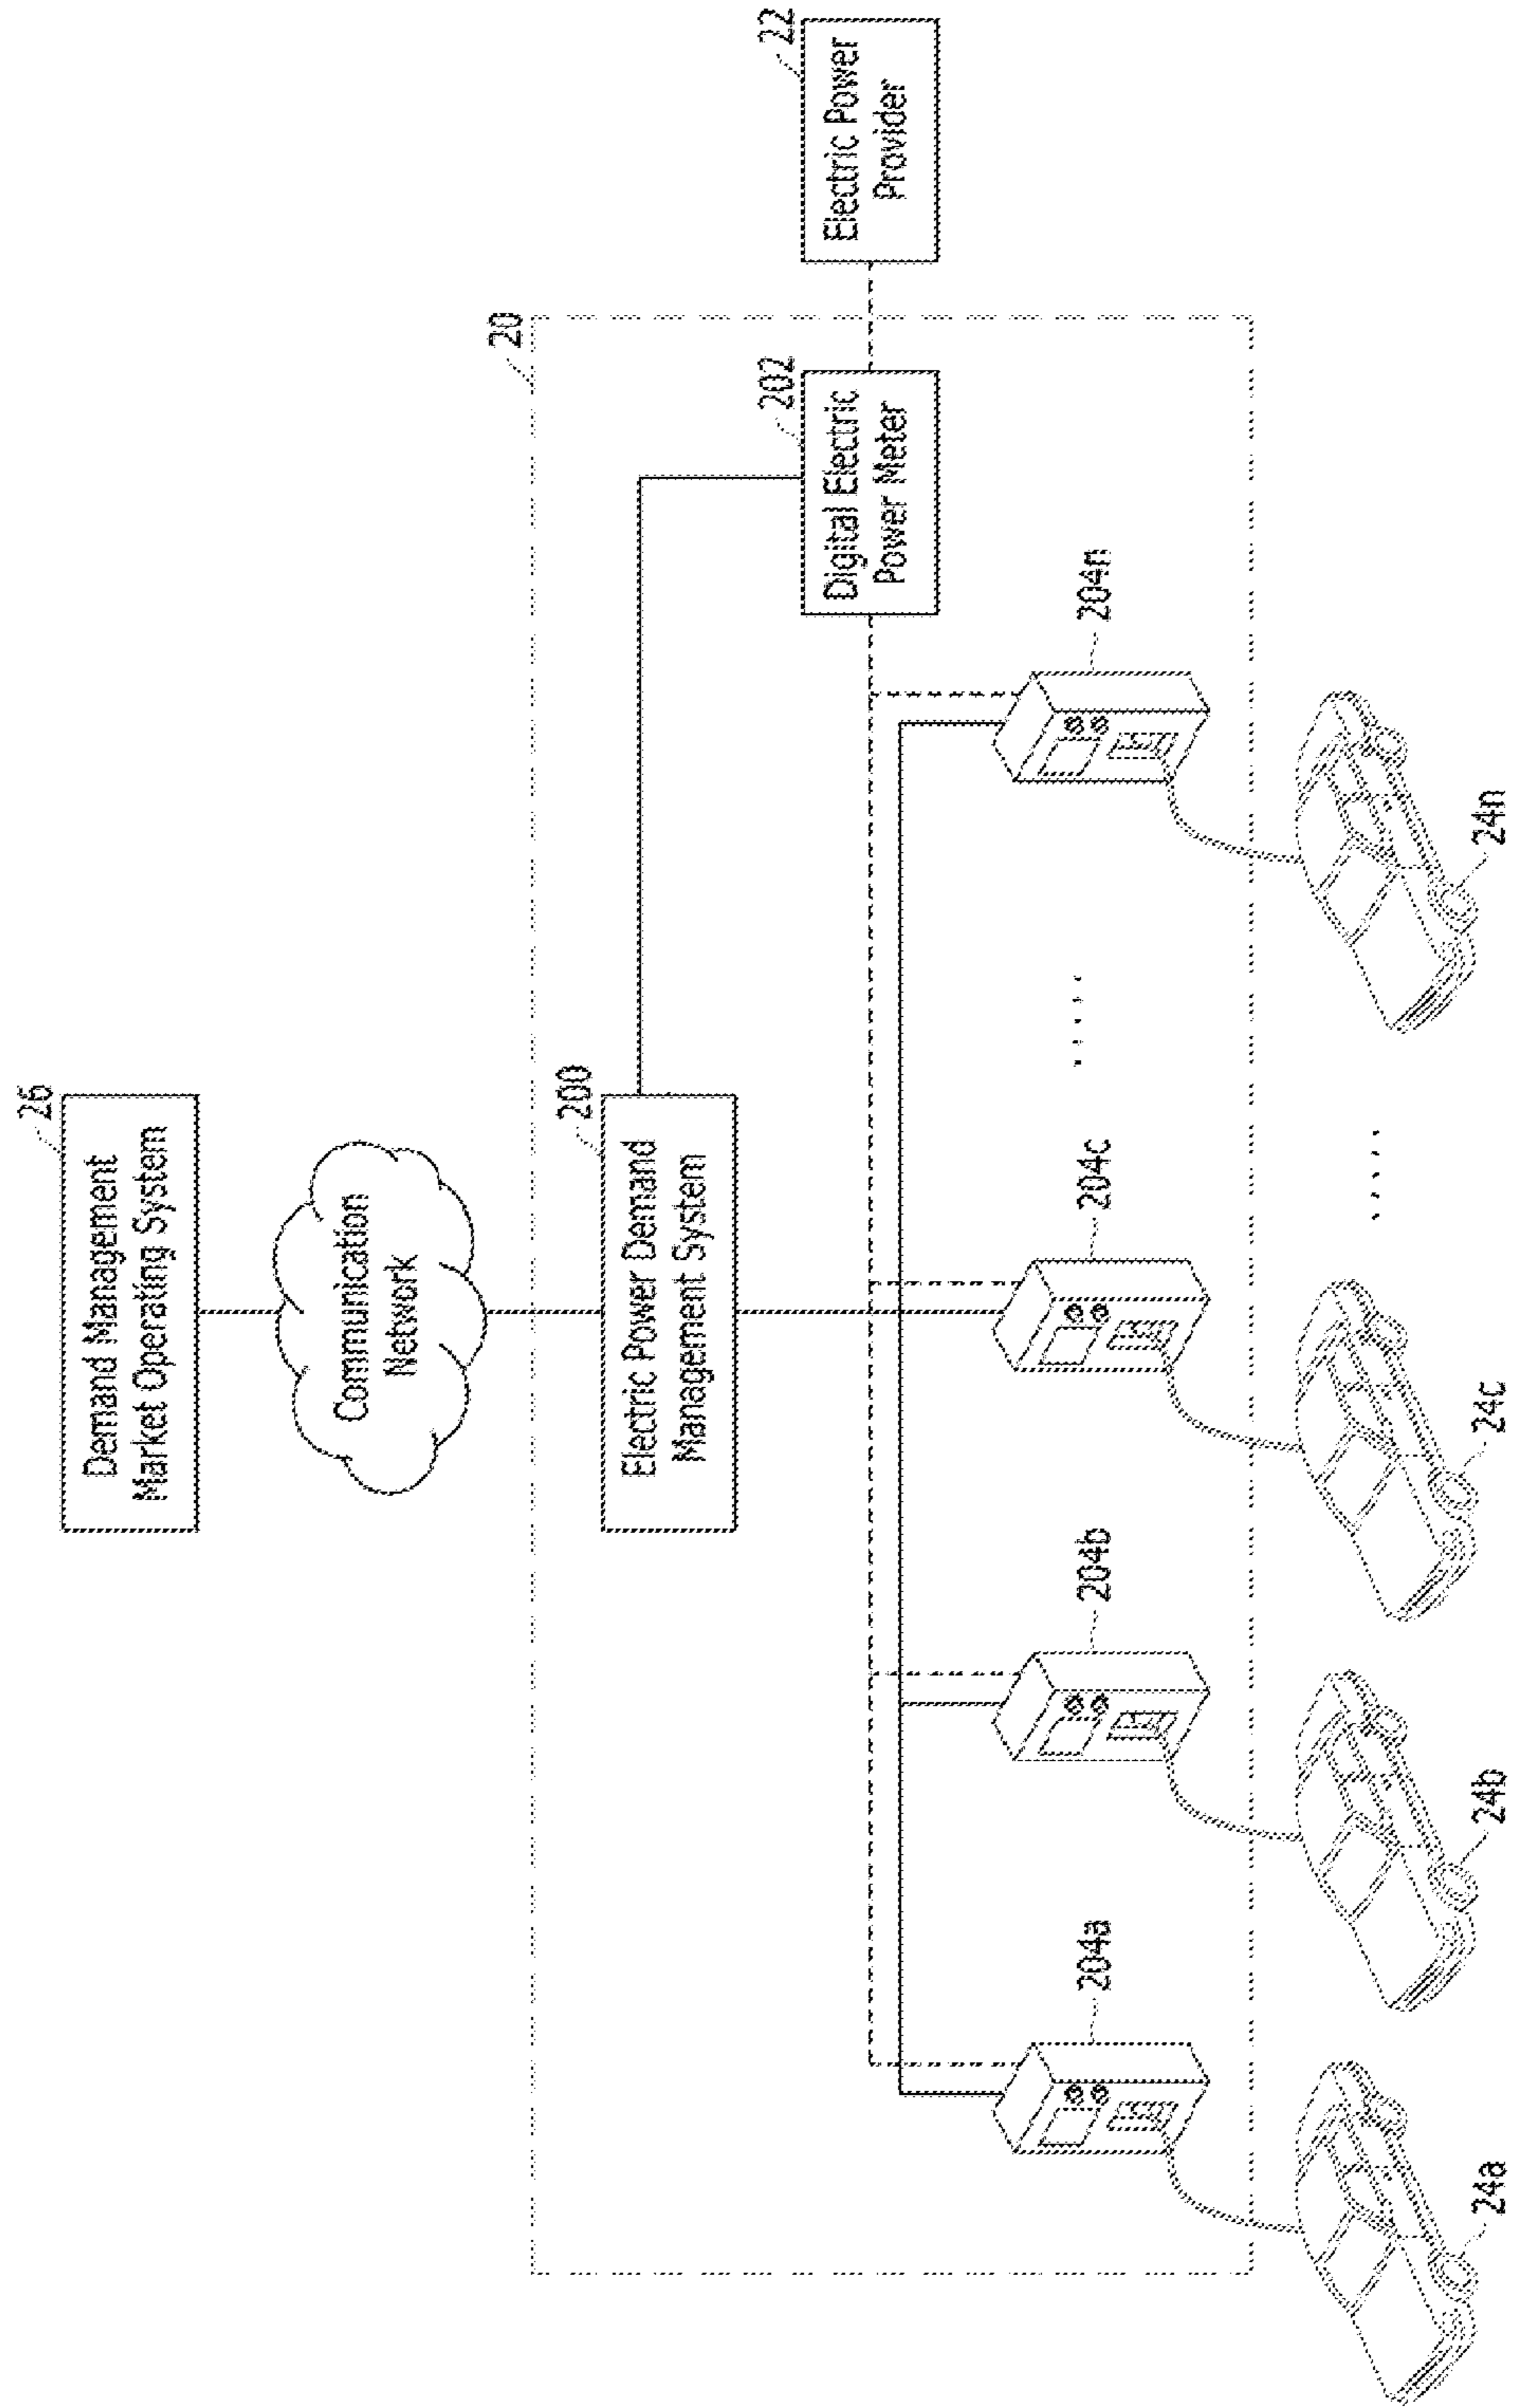 26
Demand Management
Market Operating System
Communication
Network
20
200
Electric Power Demand
Management System
202
Digital Electric
Power Meter
22
Electric Power
Provider
204a
204b
204c
.....
204n
24a
24b
24c
.....
24n